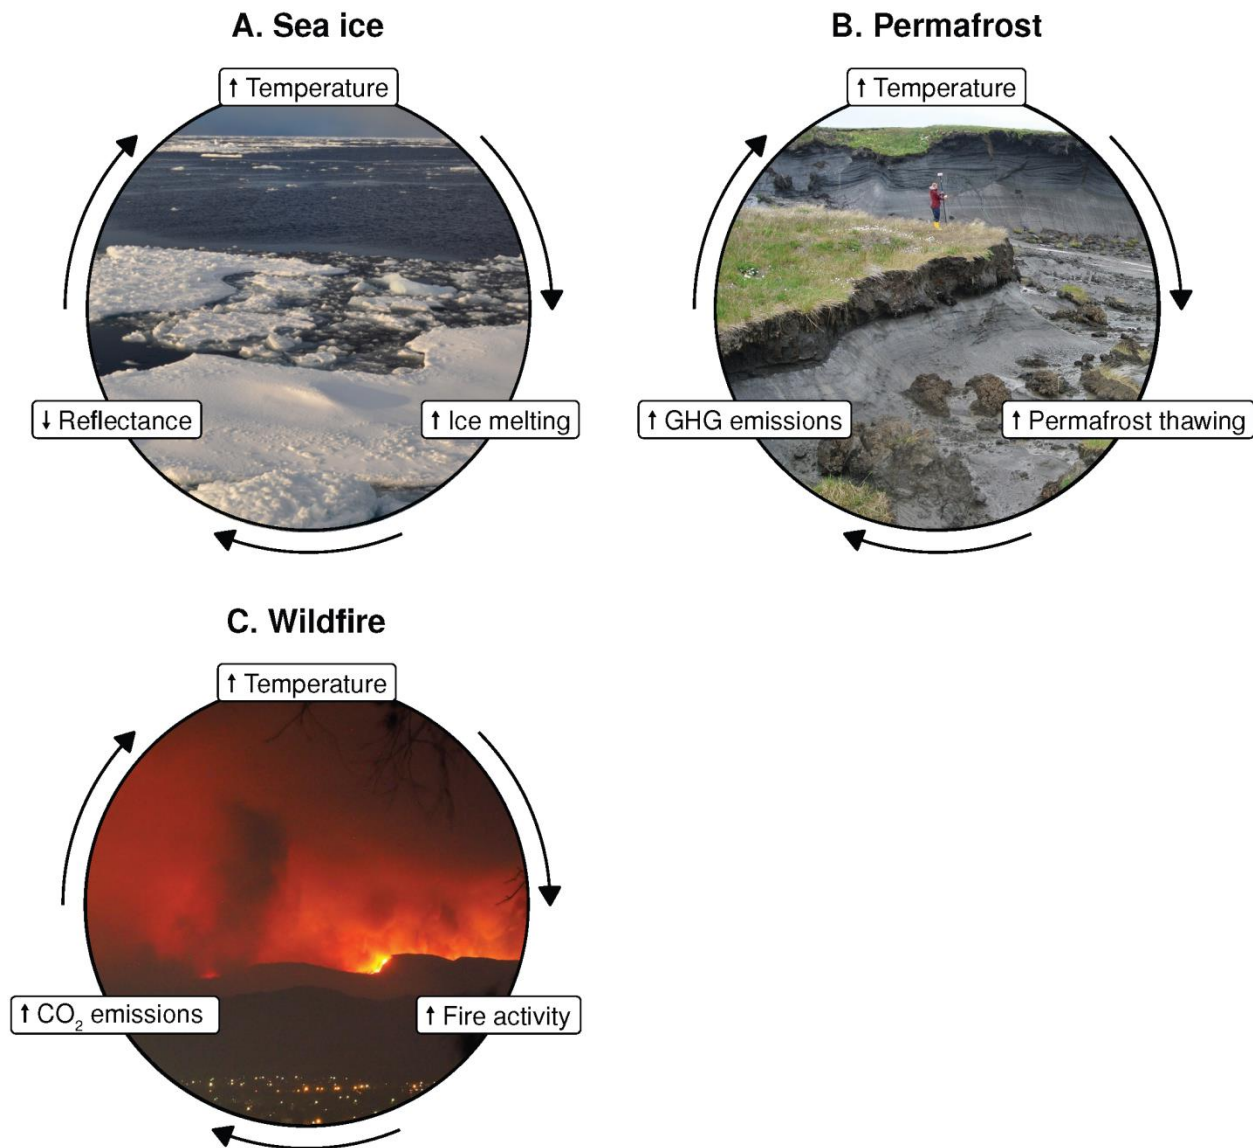 A. Sea ice
↑ Temperature
↓ Reflectance
↑ Ice melting
B. Permafrost
↑ Temperature
↑ GHG emissions
↑ Permafrost thawing
C. Wildfire
↑ Temperature
↑ CO₂ emissions
↑ Fire activity